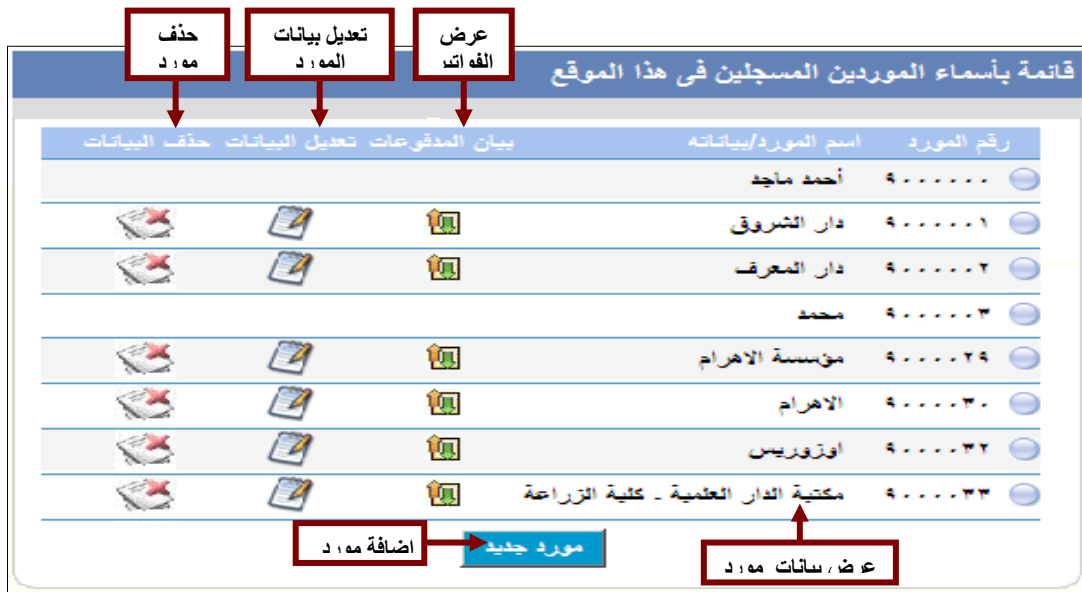 عرض
الفواتير
تعديل بيانات
المورد
حذف
مورد
قائمة بأسماء الموردين المسجلين فى هذا الموقع
رقم المورد اسم المورد/بياناته بيان المدفوعات تعديل البيانات حذف البيانات
٩٠٠٠٠٠٠ أحمد ماجد
٩٠٠٠٠٠١ دار الشروق
٩٠٠٠٠٠٢ دار المعرف
٩٠٠٠٠٠٣ محمد
٩٠٠٠٠٢٩ مؤسسة الاهرام
٩٠٠٠٠٣٠ الاهرام
٩٠٠٠٠٣٢ اوزوريس
٩٠٠٠٠٣٣ مكتبة الدار العلمية - كلية الزراعة
مورد جديد
اضافة مورد
عرض بيانات مورد